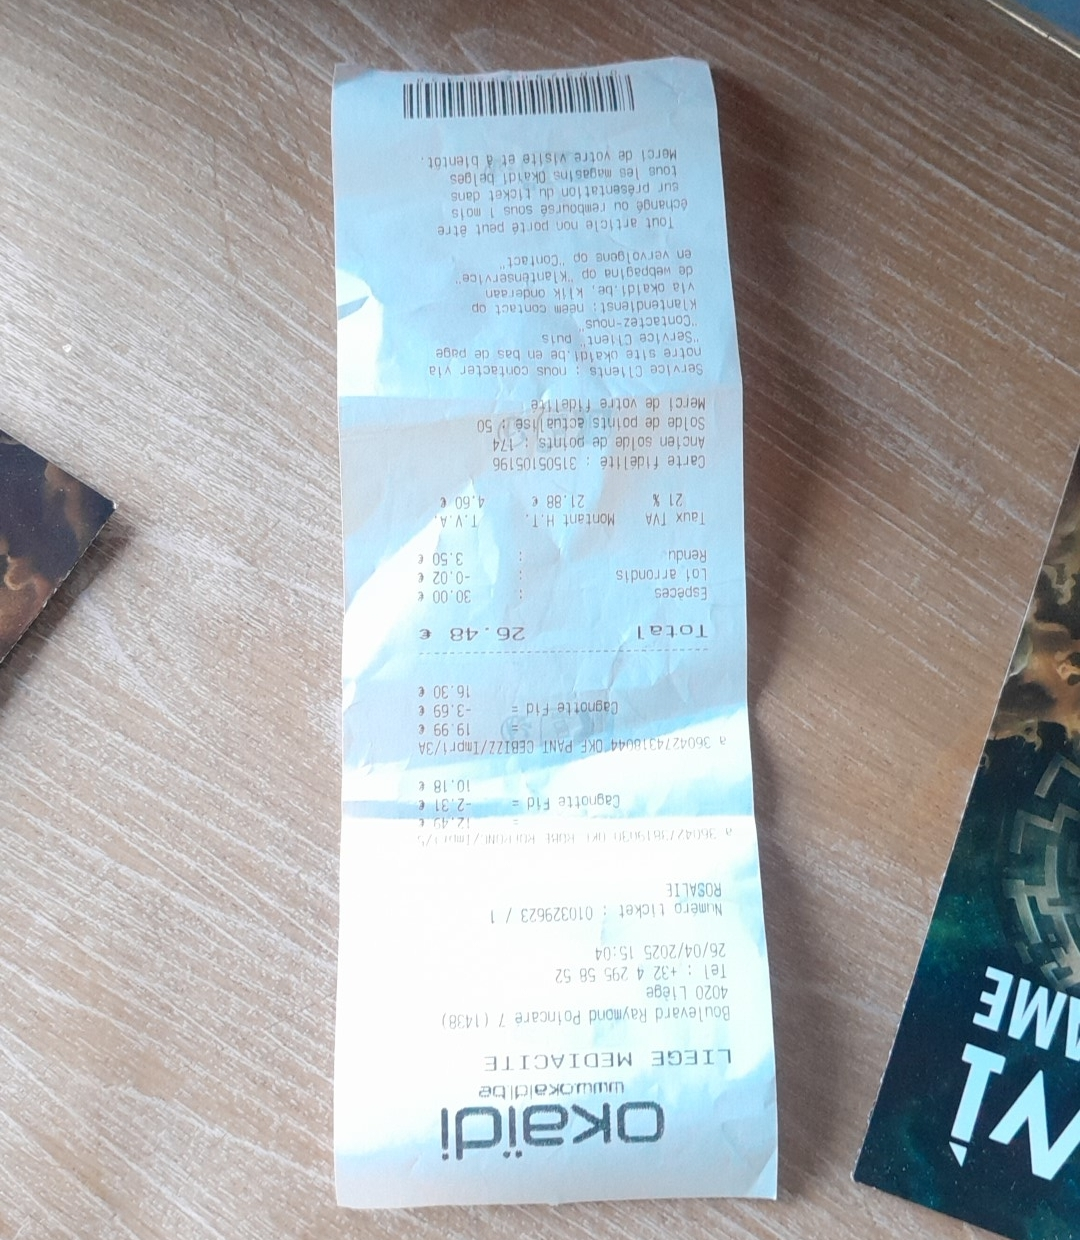 okaïdi
www.okaidi.be
LIEGE MEDIACITE
Boulevard Raymond Poincaré 7 (1438)
4020 Liège
Tel : +32 4 295 58 52
26/04/2025 15:04
Numéro ticket : 010329623 / 1
ROSALIE
a 3604273819030 OKF
= 12.49 €
Cagnotte Fid = -2.31 €
10.18 €
a 3604274318044 OKF PANT CEBIZZ/Impri/3A
= 19.99 €
Cagnotte Fid = -3.69 €
16.30 €
Total 26.48 €
Espèces : 30.00 €
Loi arrondis : -0.02 €
Rendu : 3.50 €
Taux TVA Montant H.T. T.V.A.
21 % 21.88 € 4.60 €
Carte fidélité : 31505105196
Ancien solde de points : 174
Solde de points actualisé : 50
Merci de votre fidélité
Service Clients : nous contacter via
notre site okaidi.be en bas de page
"Service Client" puis
"Contactez-nous"
Klantendienst: neem contact op
via okaidi.be, klik onderaan
de webpagina op "Klantenservice"
en vervolgens op "Contact"
Tout article non porté peut être
échangé ou remboursé sous 1 mois
sur présentation du ticket dans
tous les magasins Okaïdi belges
Merci de votre visite et à bientôt.